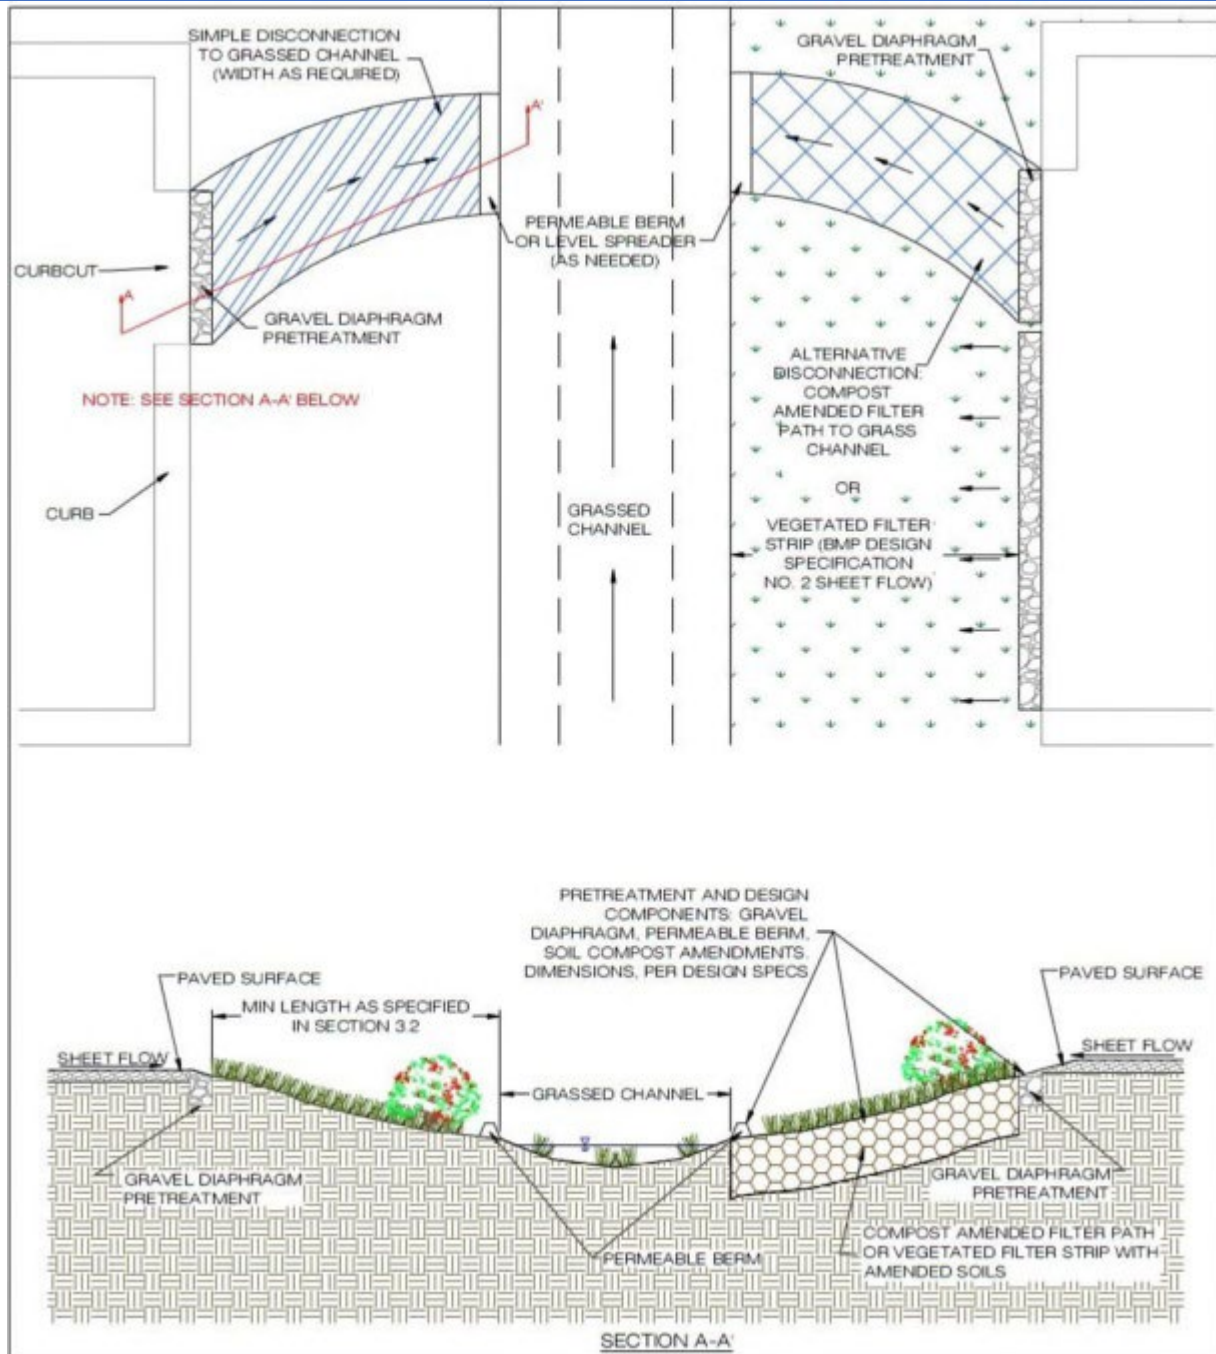 SIMPLE DISCONNECTION
TO GRASSED CHANNEL
(WIDTH AS REQUIRED)
GRAVEL DIAPHRAGM
PRETREATMENT
A'
PERMEABLE BERM
OR LEVEL SPREADER
(AS NEEDED)
CURBCUT
A
GRAVEL DIAPHRAGM
PRETREATMENT
NOTE: SEE SECTION A-A' BELOW
ALTERNATIVE
DISCONNECTION:
COMPOST
AMENDED FILTER
PATH TO GRASS
CHANNEL
OR
VEGETATED FILTER
STRIP (BMP DESIGN
SPECIFICATION
NO. 2 SHEET FLOW)
CURB
GRASSED
CHANNEL
PRETREATMENT AND DESIGN
COMPONENTS: GRAVEL
DIAPHRAGM, PERMEABLE BERM,
SOIL COMPOST AMENDMENTS.
DIMENSIONS, PER DESIGN SPECS
PAVED SURFACE
PAVED SURFACE
MIN LENGTH AS SPECIFIED
IN SECTION 3.2
SHEET FLOW
SHEET FLOW
GRASSED CHANNEL
GRAVEL DIAPHRAGM
PRETREATMENT
GRAVEL DIAPHRAGM
PRETREATMENT
PERMEABLE BERM
COMPOST AMENDED FILTER PATH
OR VEGETATED FILTER STRIP WITH
AMENDED SOILS
SECTION A-A'